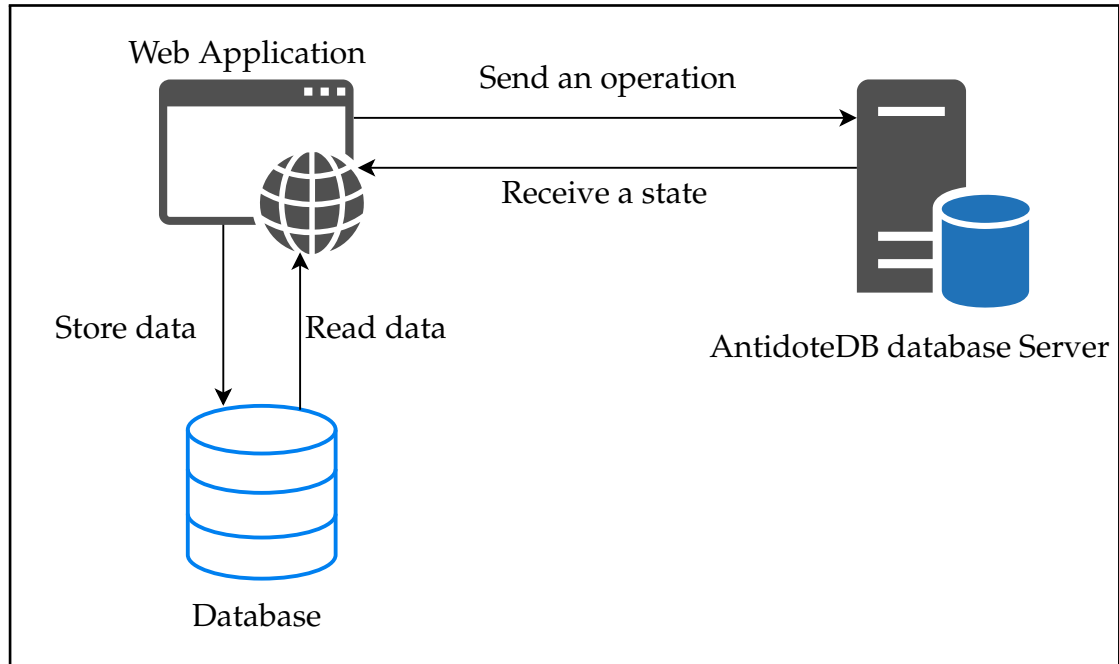 Web Application
Send an operation
Receive a state
Store data
Read data
AntidoteDB database Server
Database